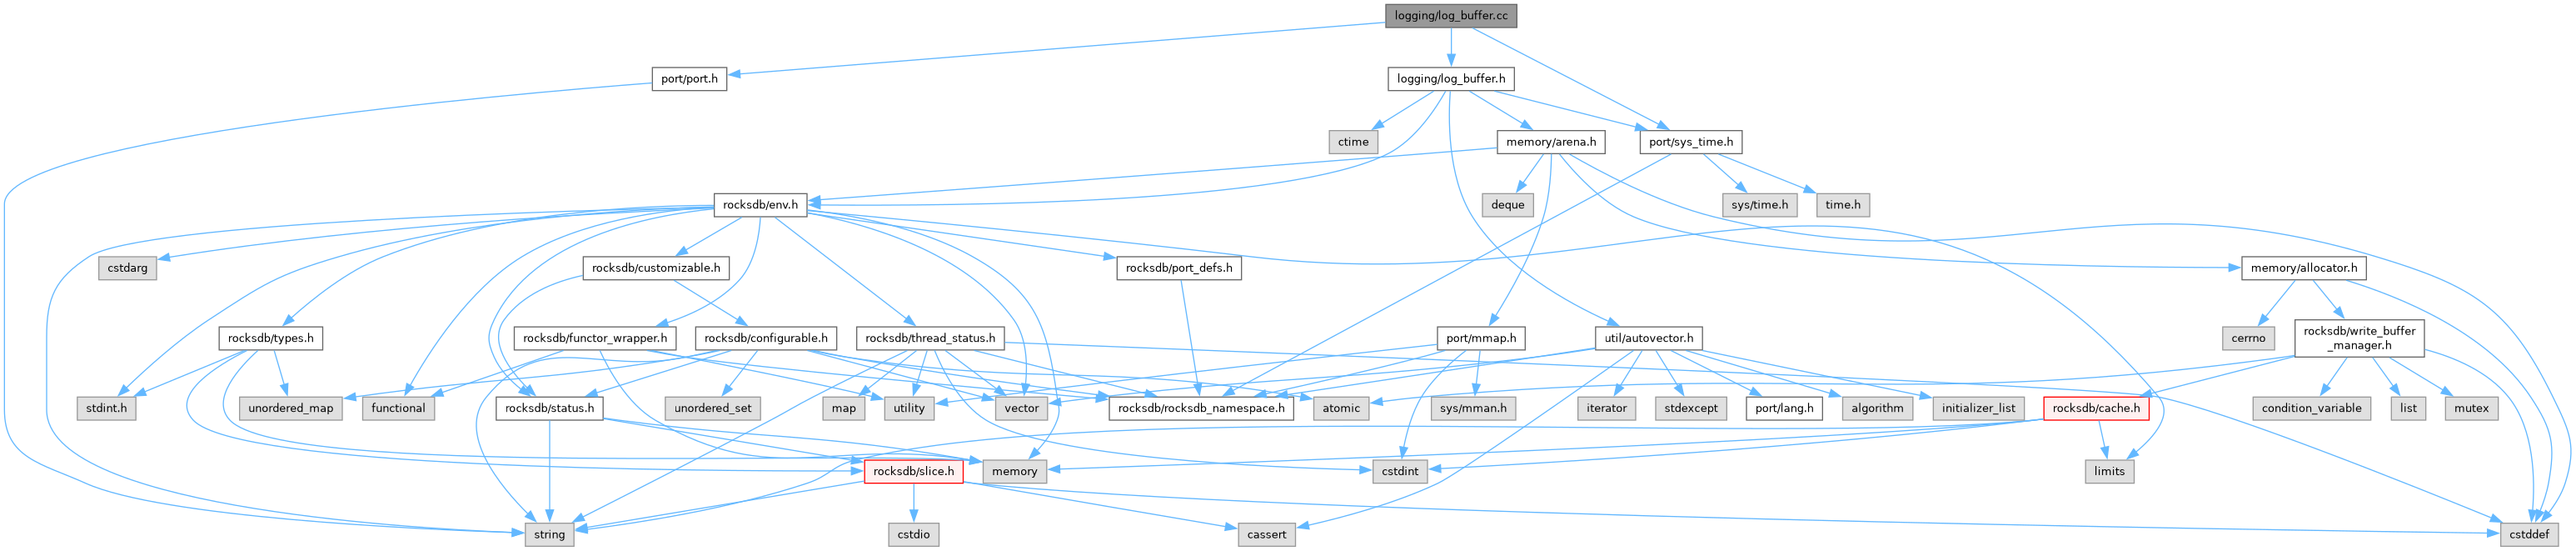 logging/log_buffer.cc
port/port.h
logging/log_buffer.h
ctime
memory/arena.h
port/sys_time.h
rocksdb/env.h
deque
sys/time.h
time.h
cstdarg
rocksdb/customizable.h
rocksdb/port_defs.h
memory/allocator.h
rocksdb/types.h
rocksdb/functor_wrapper.h
rocksdb/configurable.h
rocksdb/thread_status.h
port/mmap.h
util/autovector.h
cerrno
rocksdb/write_buffer
_manager.h
stdint.h
unordered_map
functional
rocksdb/status.h
unordered_set
map
utility
vector
rocksdb/rocksdb_namespace.h
atomic
sys/mman.h
iterator
stdexcept
port/lang.h
algorithm
initializer_list
rocksdb/cache.h
condition_variable
list
mutex
rocksdb/slice.h
memory
cstdint
limits
string
cstdio
cassert
cstddef